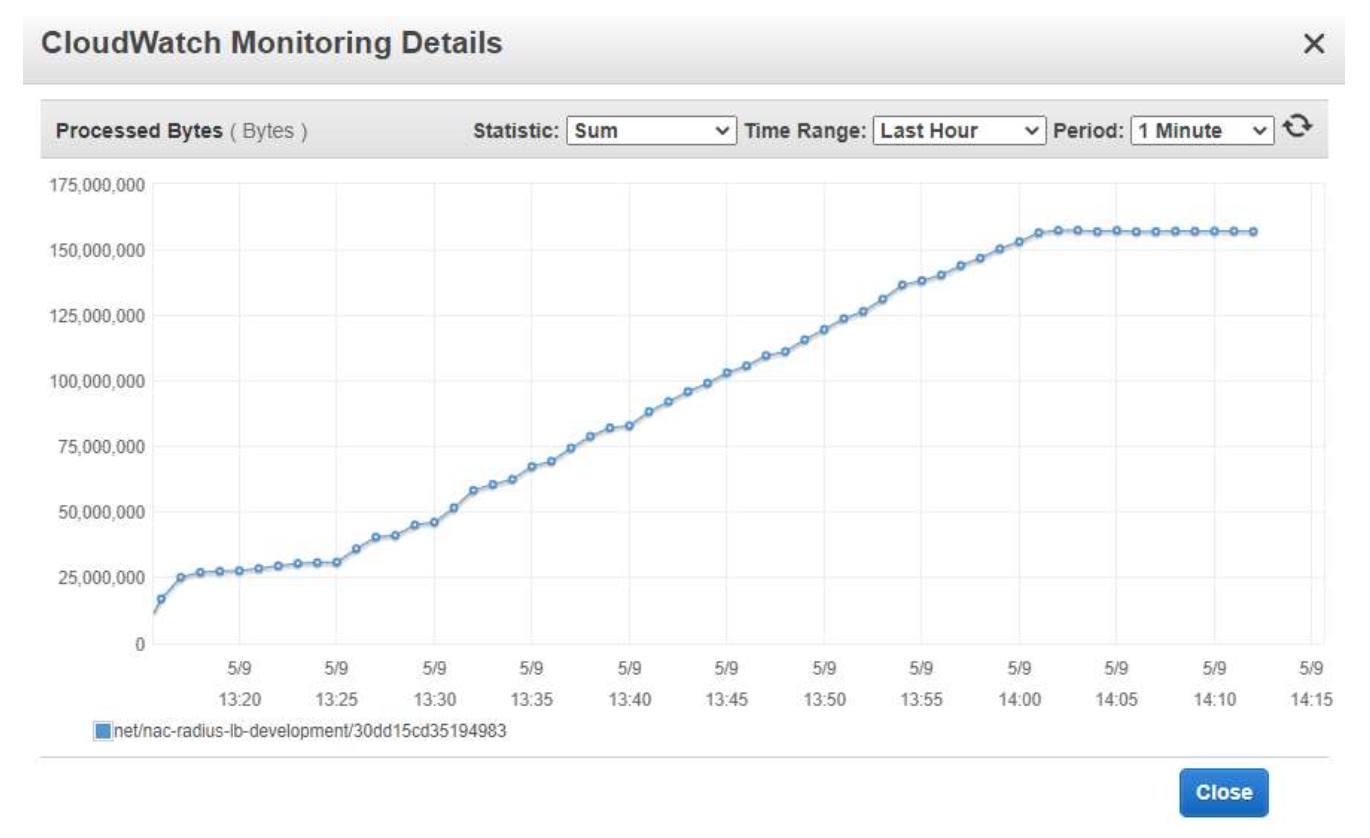 CloudWatch Monitoring Details
Processed Bytes ( Bytes ) Statistic: Sum Time Range: Last Hour Period: 1 Minute
175,000,000
150,000,000
125,000,000
100,000,000
75,000,000
50,000,000
25,000,000
0
5/9 5/9 5/9 5/9 5/9 5/9 5/9 5/9 5/9 5/9 5/9 5/9
13:20 13:25 13:30 13:35 13:40 13:45 13:50 13:55 14:00 14:05 14:10 14:15
net/nac-radius-lb-development/30dd15cd35194983
Close